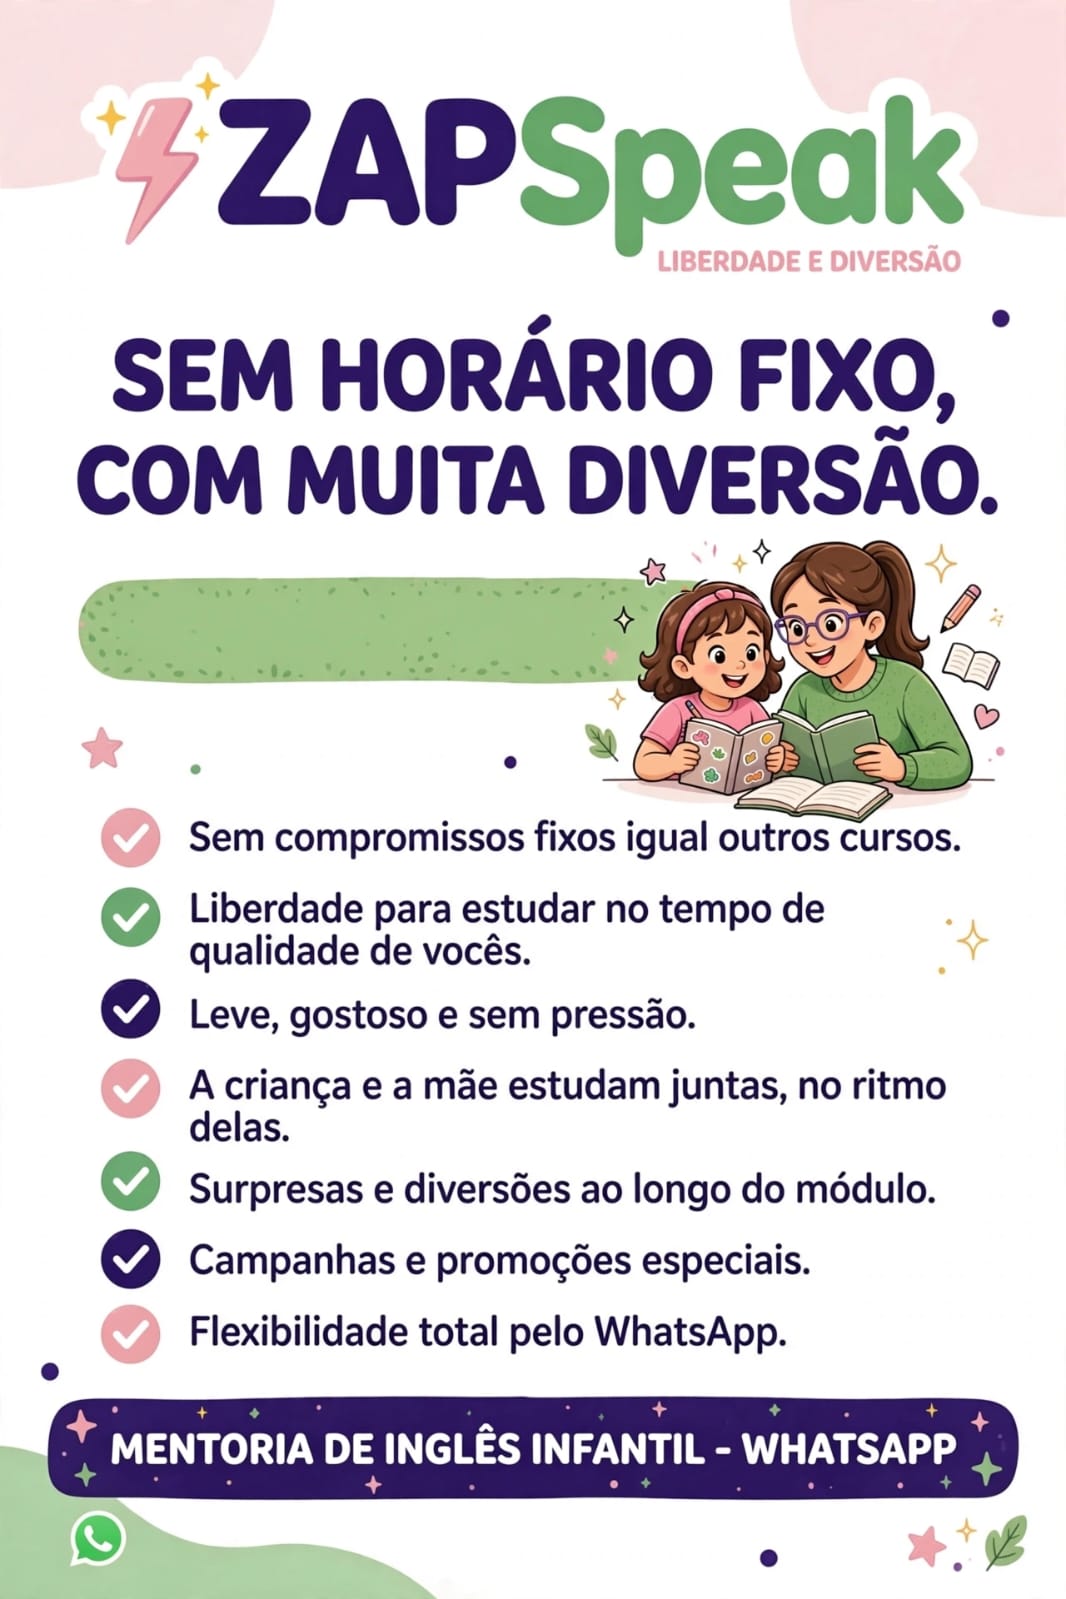 ZAPSpeak
LIBERDADE E DIVERSÃO
SEM HORÁRIO FIXO,
COM MUITA DIVERSÃO.
Sem compromissos fixos igual outros cursos.
Liberdade para estudar no tempo de
qualidade de vocês.
Leve, gostoso e sem pressão.
A criança e a mãe estudam juntas, no ritmo
delas.
Surpresas e diversões ao longo do módulo.
Campanhas e promoções especiais.
Flexibilidade total pelo WhatsApp.
MENTORIA DE INGLÊS INFANTIL - WHATSAPP